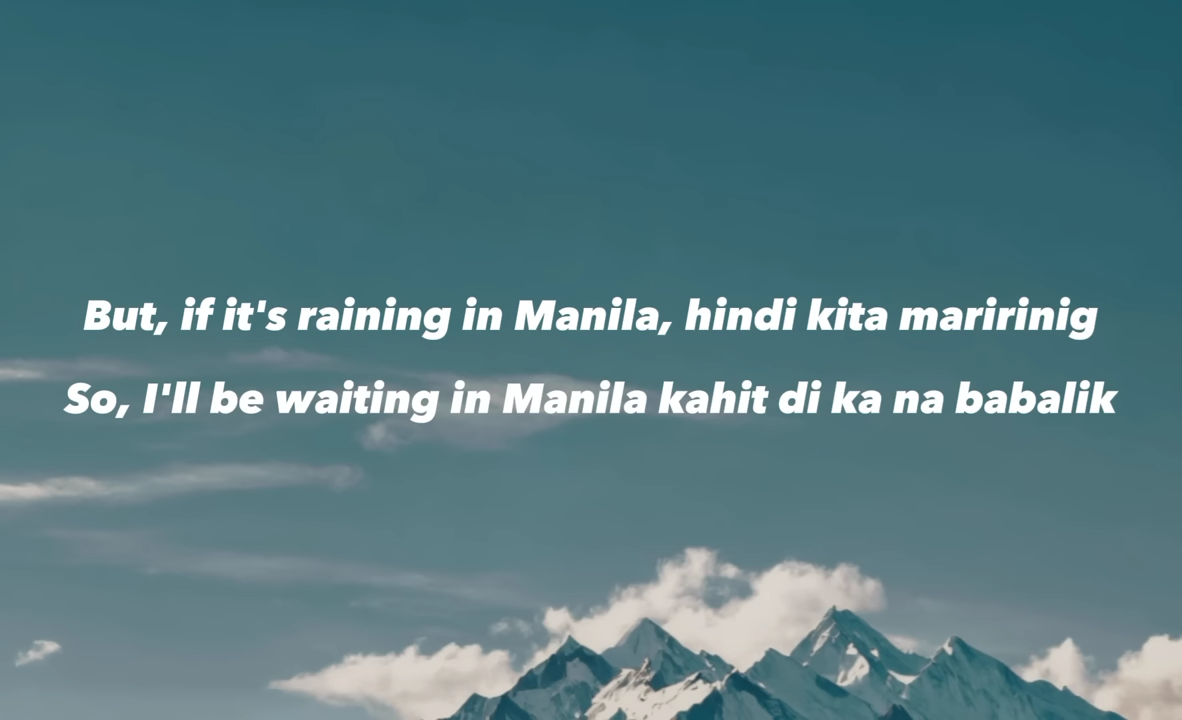 But, if it's raining in Manila, hindi kita maririnig
So, I'll be waiting in Manila kahit di ka na babalik